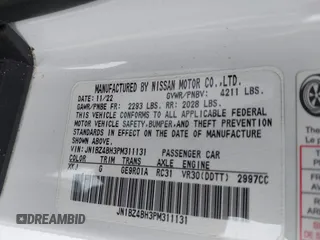 MANUFACTURED BY NISSAN MOTOR CO.,LTD.
DATE: 11/22 GVWR/PNBV: 4211 LBS.
GAWR/PNBE FR: 2293 LBS. RR: 2028 LBS.
THIS VEHICLE CONFORMS TO ALL APPLICABLE FEDERAL
MOTOR VEHICLE SAFETY, BUMPER, AND THEFT PREVENTION
STANDARDS IN EFFECT ON THE DATE OF MANUFACTURE
SHOWN ABOVE.
VIN: JN1BZ4BH3PM311131 PASSENGER CAR
COLOR TRIM TRANS AXLE ENGINE
G GE9R01A RC31 VR30(DDTT) 2997CC
JN1BZ4BH3PM311131